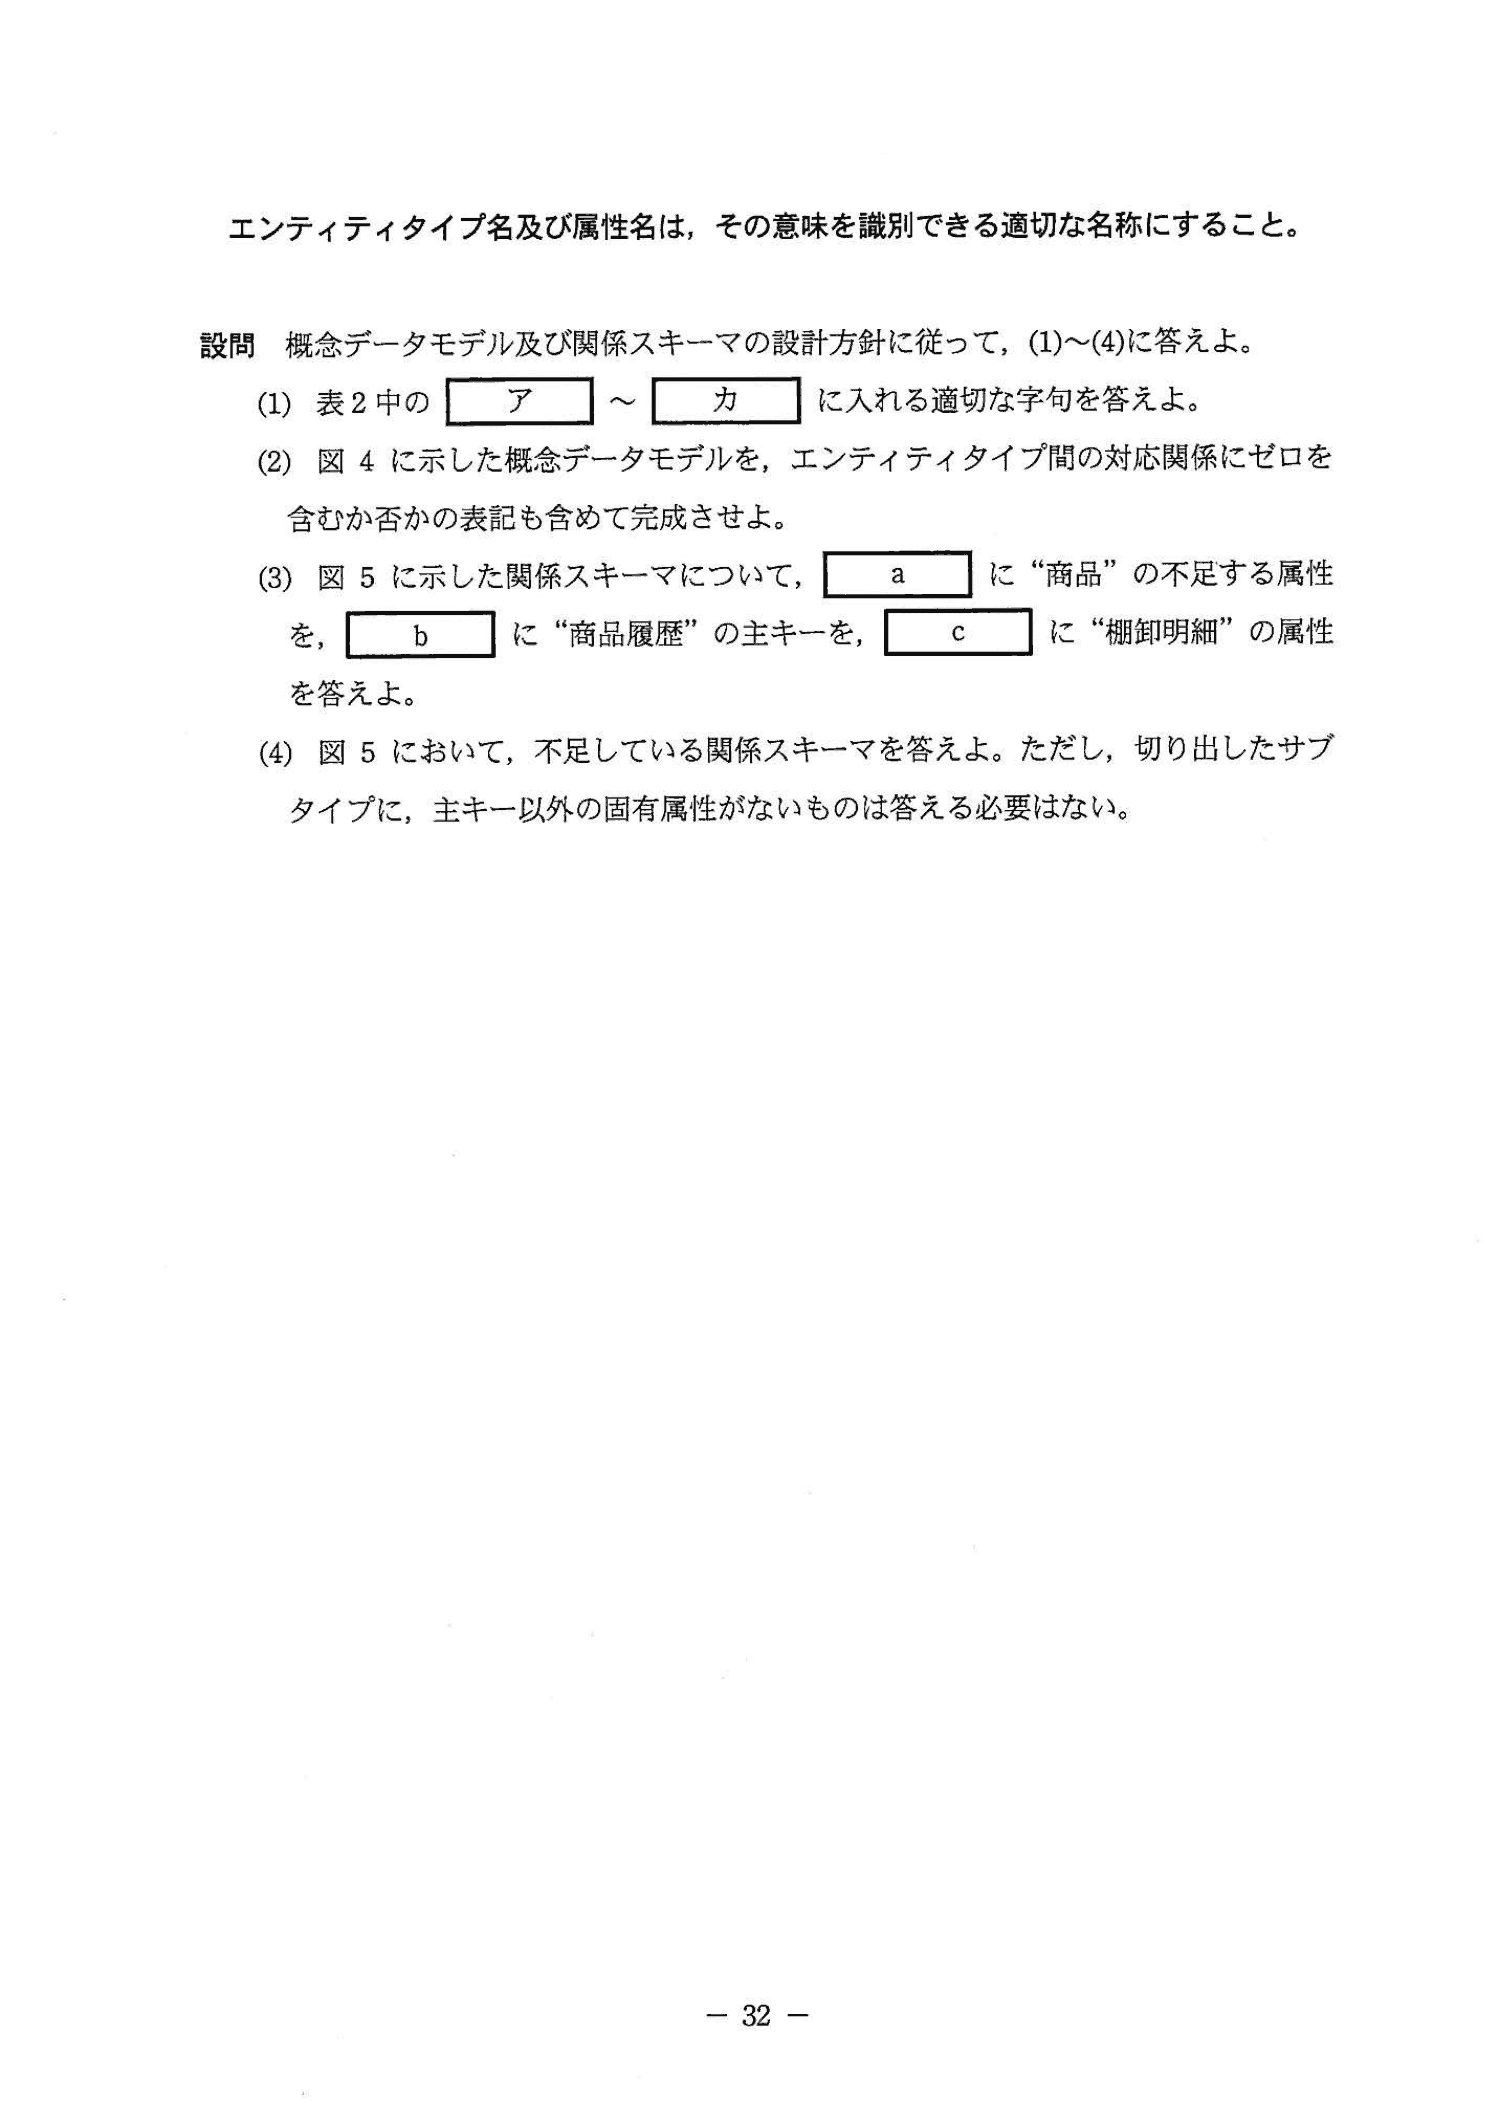 エンティティタイプ名及び属性名は，その意味を識別できる適切な名称にすること。
設問　概念データモデル及び関係スキーマの設計方針に従って，(1)～(4)に答えよ。
(1) 表2中の ア ～ カ に入れる適切な字句を答えよ。
(2) 図 4 に示した概念データモデルを，エンティティタイプ間の対応関係にゼロを
含むか否かの表記も含めて完成させよ。
(3) 図 5 に示した関係スキーマについて， a に“商品”の不足する属性
を， b に“商品履歴”の主キーを， c に“棚卸明細”の属性
を答えよ。
(4) 図 5 において，不足している関係スキーマを答えよ。ただし，切り出したサブ
タイプに，主キー以外の固有属性がないものは答える必要はない。
－ 32 －